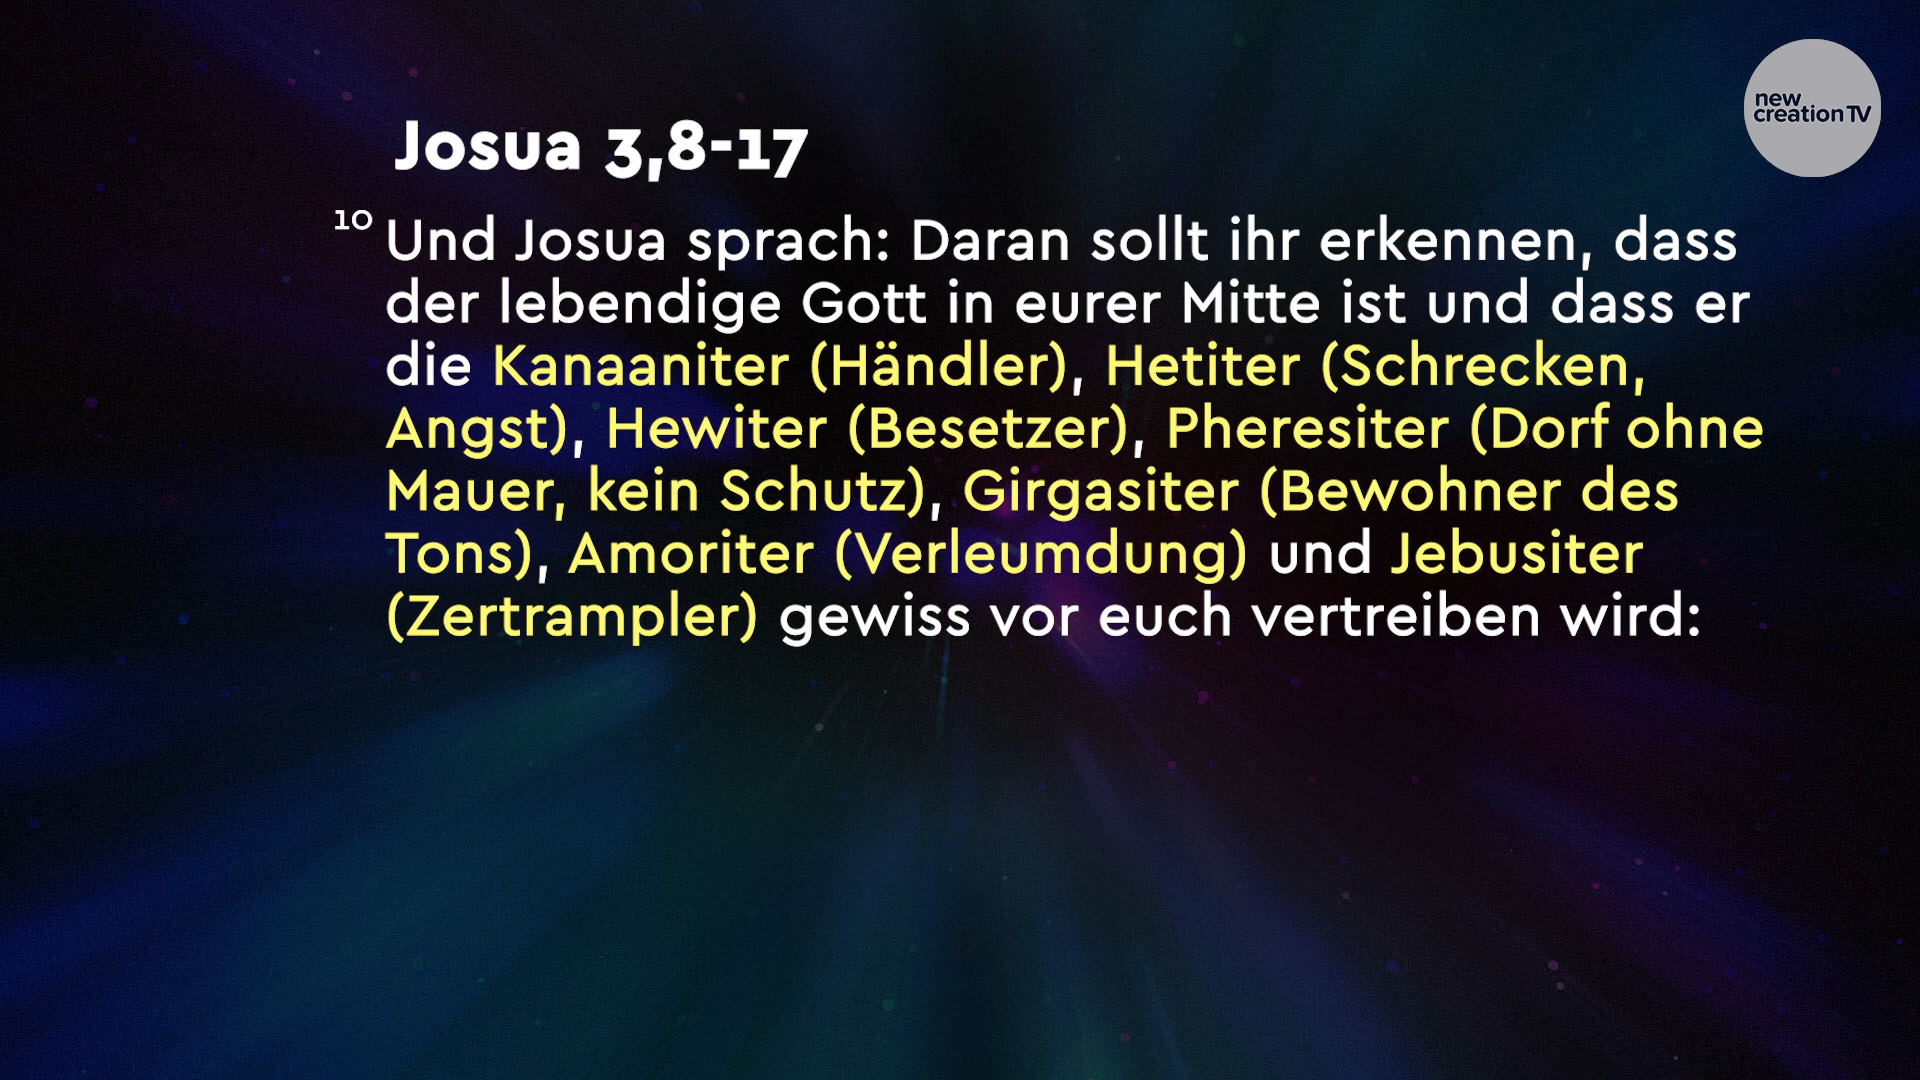 new
creation TV
Josua 3,8-17
10 Und Josua sprach: Daran sollt ihr erkennen, dass
der lebendige Gott in eurer Mitte ist und dass er
die Kanaaniter (Händler), Hetiter (Schrecken,
Angst), Hewiter (Besetzer), Pheresiter (Dorf ohne
Mauer, kein Schutz), Girgasiter (Bewohner des
Tons), Amoriter (Verleumdung) und Jebusiter
(Zertrampler) gewiss vor euch vertreiben wird: